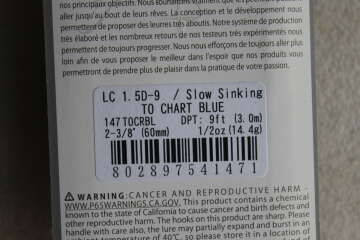 nos principaux objectifs. Nous souhaitons vraiment que les
aller jusqu'au bout de leurs rêves. La conception et le développement nous
permettent de proposer des leurres très aboutis. Notre système de production
très élaboré et les nombreux retours de nos testeurs très expérimentés nous
permettent de toujours progresser. Nous nous efforçons de toujours aller plus
loin afin de vous proposer le meilleur dans l'espoir que nos produits vous
permettront de prendre plus de plaisir dans la pratique de votre passion.
LC 1.5D-9 / Slow Sinking
TO CHART BLUE
147TOCRBL DPT: 9ft (3.0m)
2-3/8" (60mm) 1/2oz (14.4g)
802897541471
WARNING: CANCER AND REPRODUCTIVE HARM -
WWW.P65WARNINGS.CA.GOV This product contains a chemical
known to the state of California to cause cancer and birth defects and
other reproductive harm. The hooks on this product are sharp. Please
handle with care also, the lure may partially expand and burst in an
ambient temperature of 40℃, so please store it in a location of